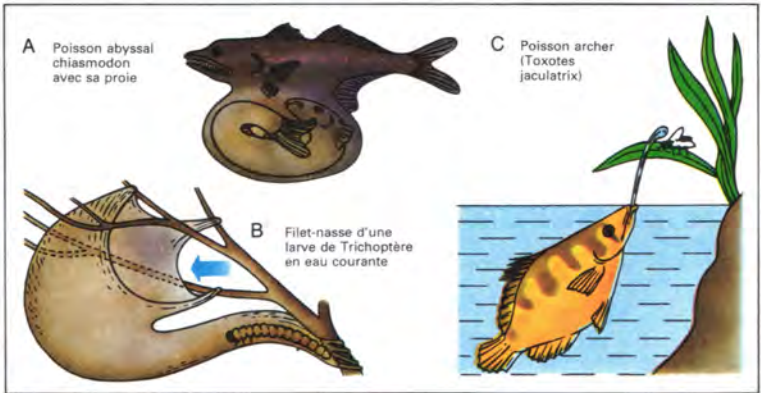 A
Poisson abyssal
chiasmodon
avec sa proie
B
Filet-nasse d'une
larve de Trichoptère
en eau courante
C
Poisson archer
(Toxotes
jaculatrix)